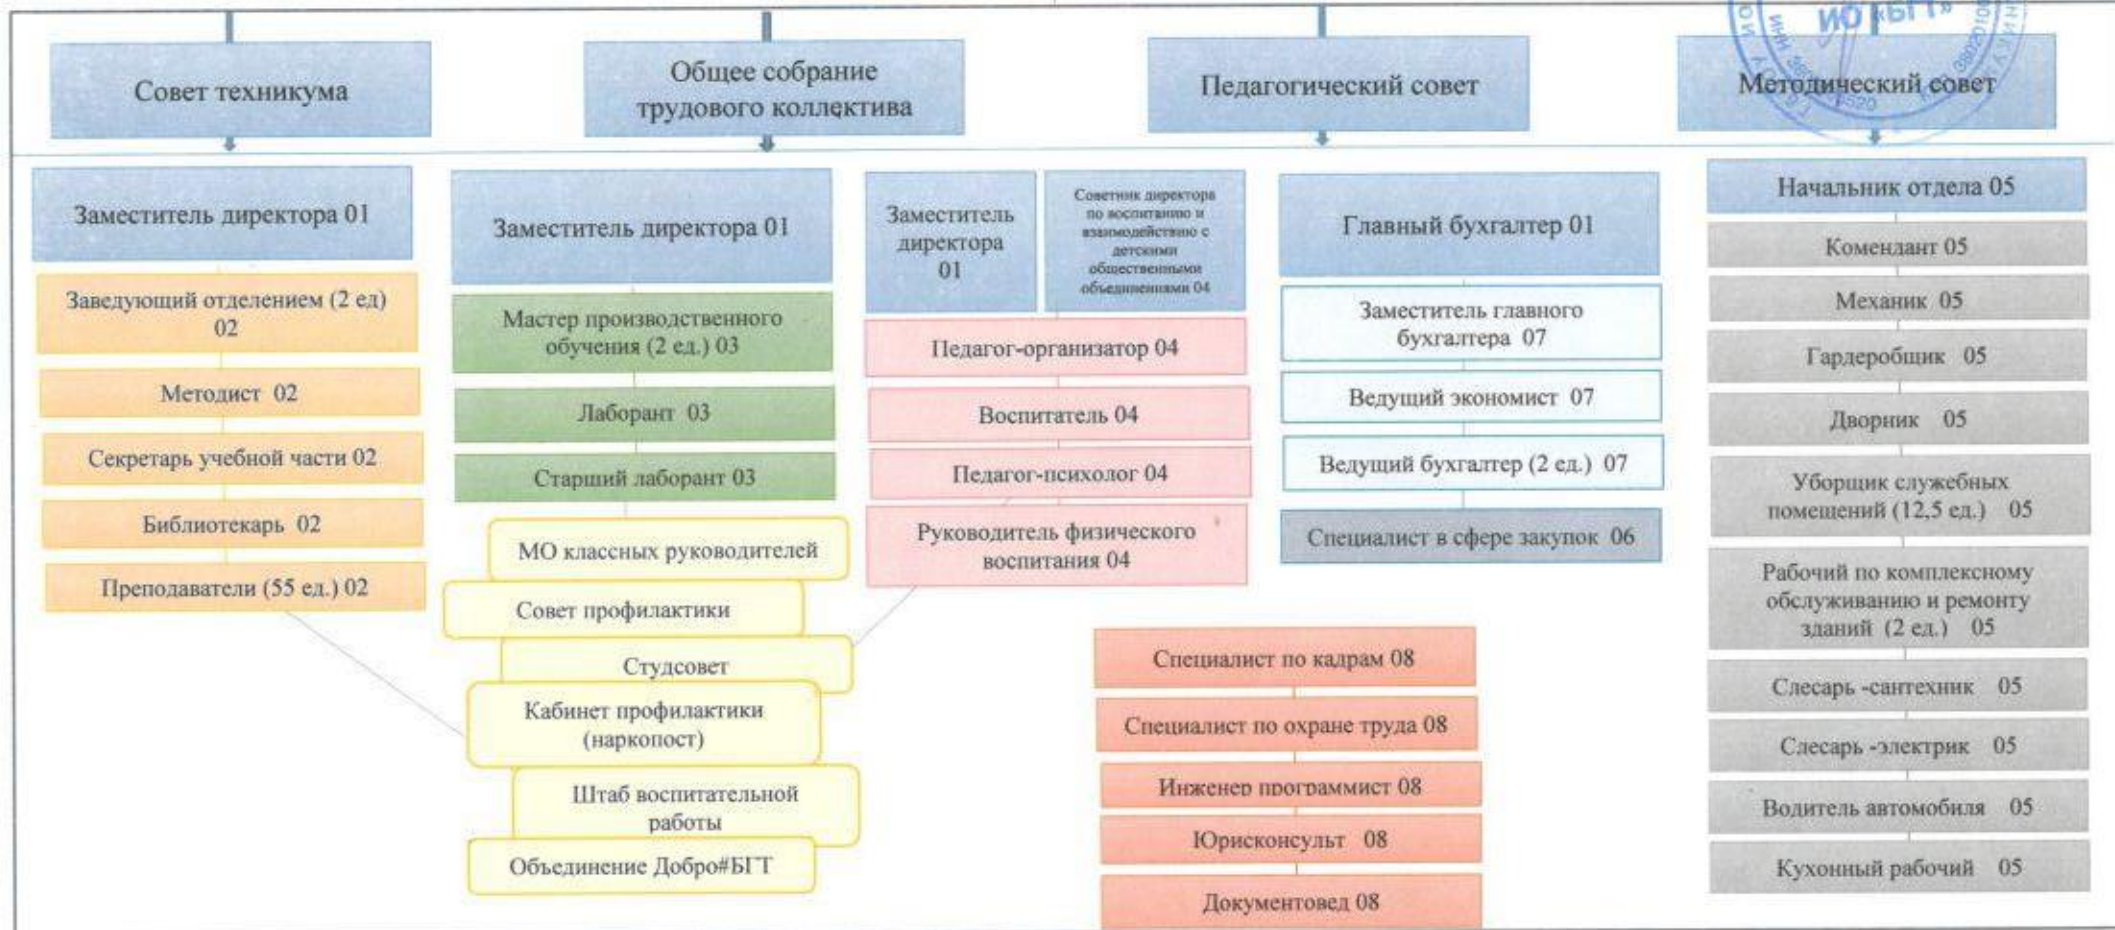 ИО «БГТ»
Совет техникума
Общее собрание
трудового коллектива
Педагогический совет
Методический совет
Заместитель директора 01
Заведующий отделением (2 ед)
02
Методист 02
Секретарь учебной части 02
Библиотекарь 02
Преподаватели (55 ед.) 02
Заместитель директора 01
Мастер производственного
обучения (2 ед.) 03
Лаборант 03
Старший лаборант 03
МО классных руководителей
Совет профилактики
Студсовет
Кабинет профилактики
(наркопост)
Штаб воспитательной
работы
Объединение Добро#БГТ
Заместитель
директора
01
Советник директора
по воспитанию и
взаимодействию с
детскими
общественными
объединениями 04
Педагог-организатор 04
Воспитатель 04
Педагог-психолог 04
Руководитель физического
воспитания 04
Главный бухгалтер 01
Заместитель главного
бухгалтера 07
Ведущий экономист 07
Ведущий бухгалтер (2 ед.) 07
Специалист в сфере закупок 06
Специалист по кадрам 08
Специалист по охране труда 08
Инженер программист 08
Юрисконсульт 08
Документовед 08
Начальник отдела 05
Комендант 05
Механик 05
Гардеробщик 05
Дворник 05
Уборщик служебных
помещений (12,5 ед.) 05
Рабочий по комплексному
обслуживанию и ремонту
зданий (2 ед.) 05
Слесарь -сантехник 05
Слесарь -электрик 05
Водитель автомобиля 05
Кухонный рабочий 05